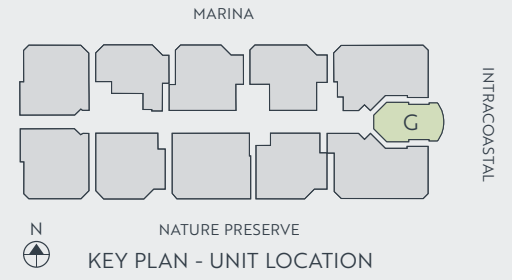 MARINA
INTRACOASTAL
G
NATURE PRESERVE
N
KEY PLAN - UNIT LOCATION